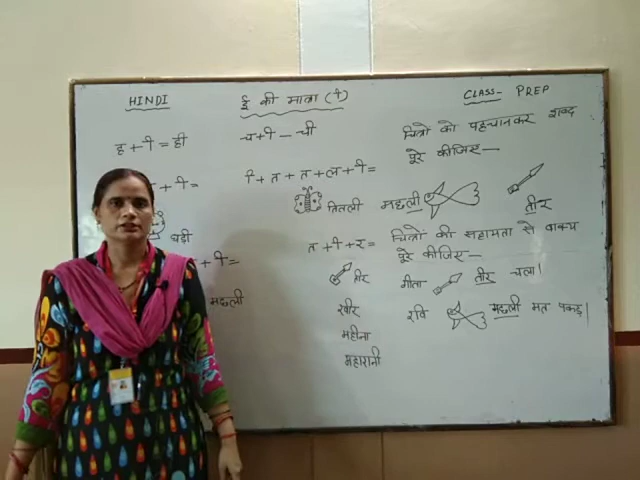 HINDI
ई की मात्रा (ी)
CLASS- PREP
ह + ी = ही
च + ी - ची
चित्रो को पहचानकर शब्द
पूरे कीजिए-
+ ी =
ि + त + त + ल + ी =
घड़ी
तितली
मछली
तीर
+ ी =
त + ी + र =
चित्रो की सहायता से वाक्य
पूरे कीजिए-
मछली
तीर
गीता
तीर चला।
खीर
रवि
मछली मत पकड़।
महीना
महारानी